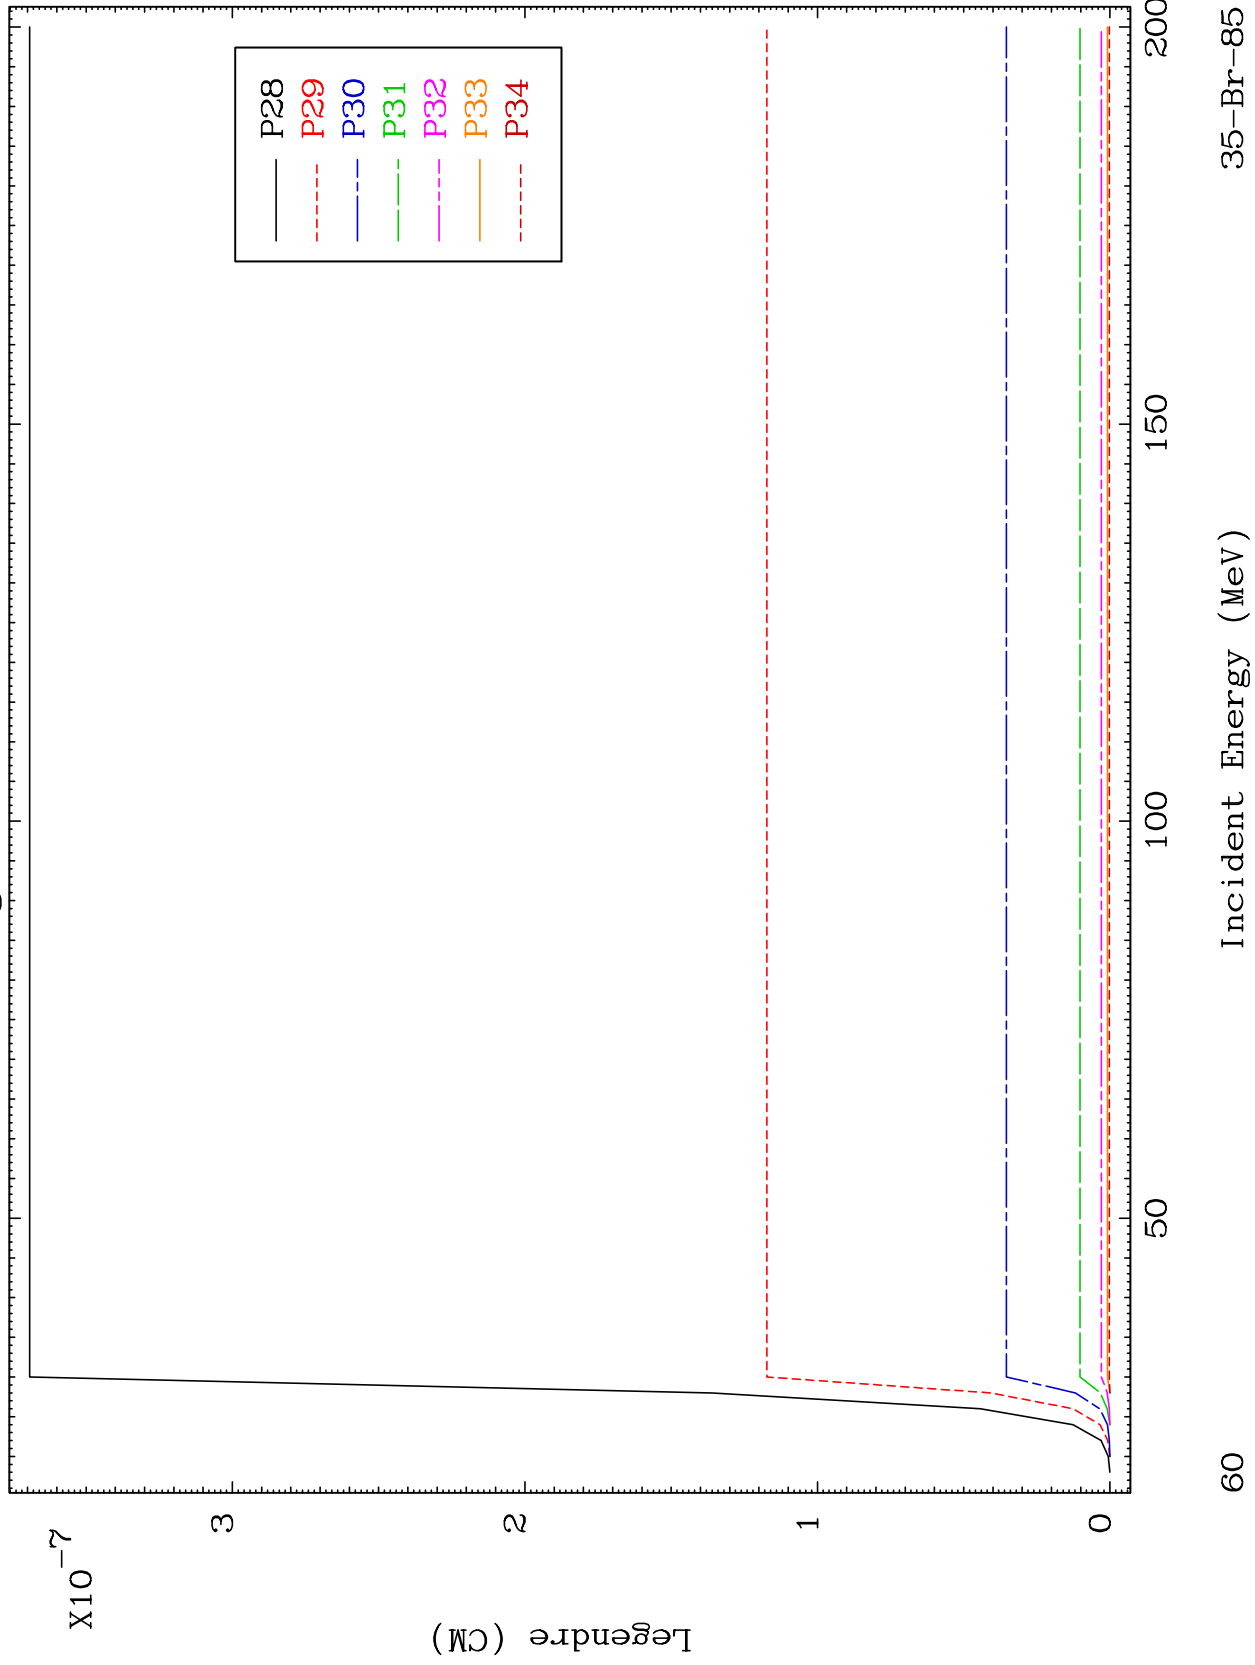 X10-7
3
2
1
0
Legendre (CM)
P28
P29
P30
P31
P32
P33
P34
50
100
150
200
Incident Energy (MeV)
60
35-Br-85